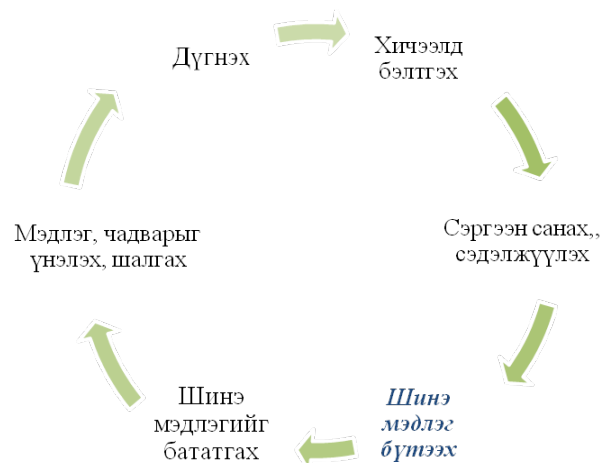 Дүгнэх
Хичээлд
бэлтгэх
Сэргээн санах,,
сэдэлжүүлэх
Шинэ
мэдлэг
бүтээх
Шинэ
мэдлэгийг
бататгах
Мэдлэг, чадварыг
үнэлэх, шалгах